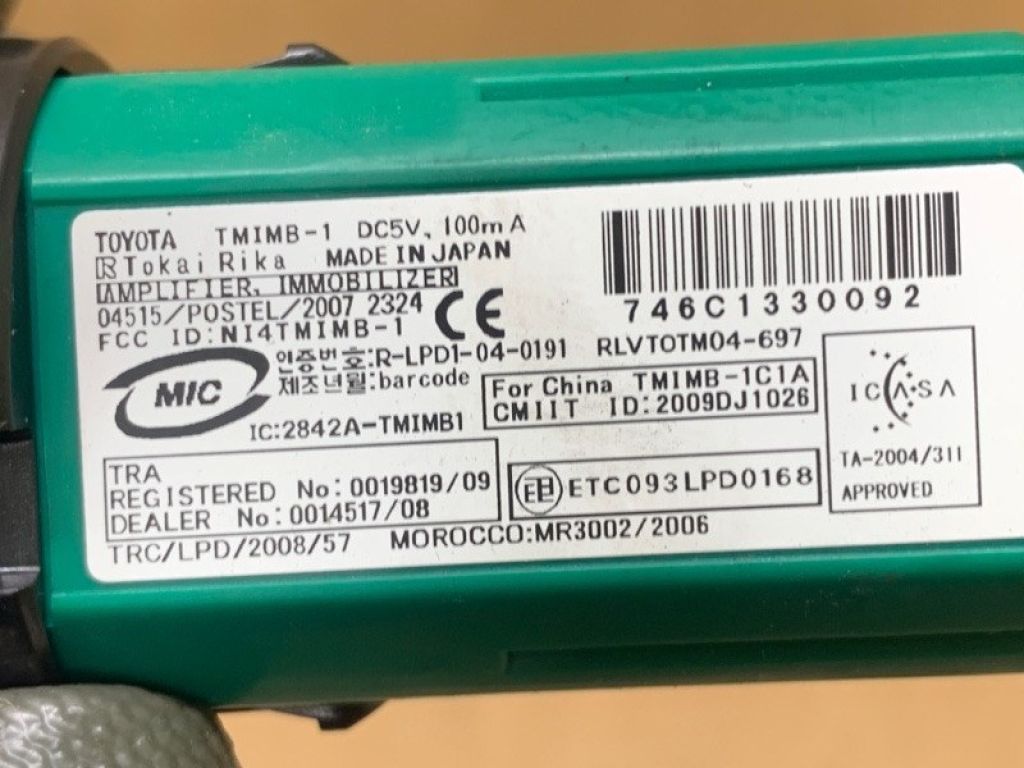 TOYOTA TMIMB-1 DC5V, 100mA
R Tokai Rika MADE IN JAPAN
AMPLIFIER, IMMOBILIZER
04515/POSTEL/2007 2324
FCC ID:NI4TMIMB-1
CE
746C1330092
MIC
인증번호:R-LPD1-04-0191 RLVTOTM04-697
제조년월:barcode
IC:2842A-TMIMB1
For China TMIMB-1C1A
CMIIT ID:2009DJ1026
ICASA
TA-2004/311
APPROVED
TRA
REGISTERED No:0019819/09
DEALER No:0014517/08
ETC093LPD0168
TRC/LPD/2008/57 MOROCCO:MR3002/2006